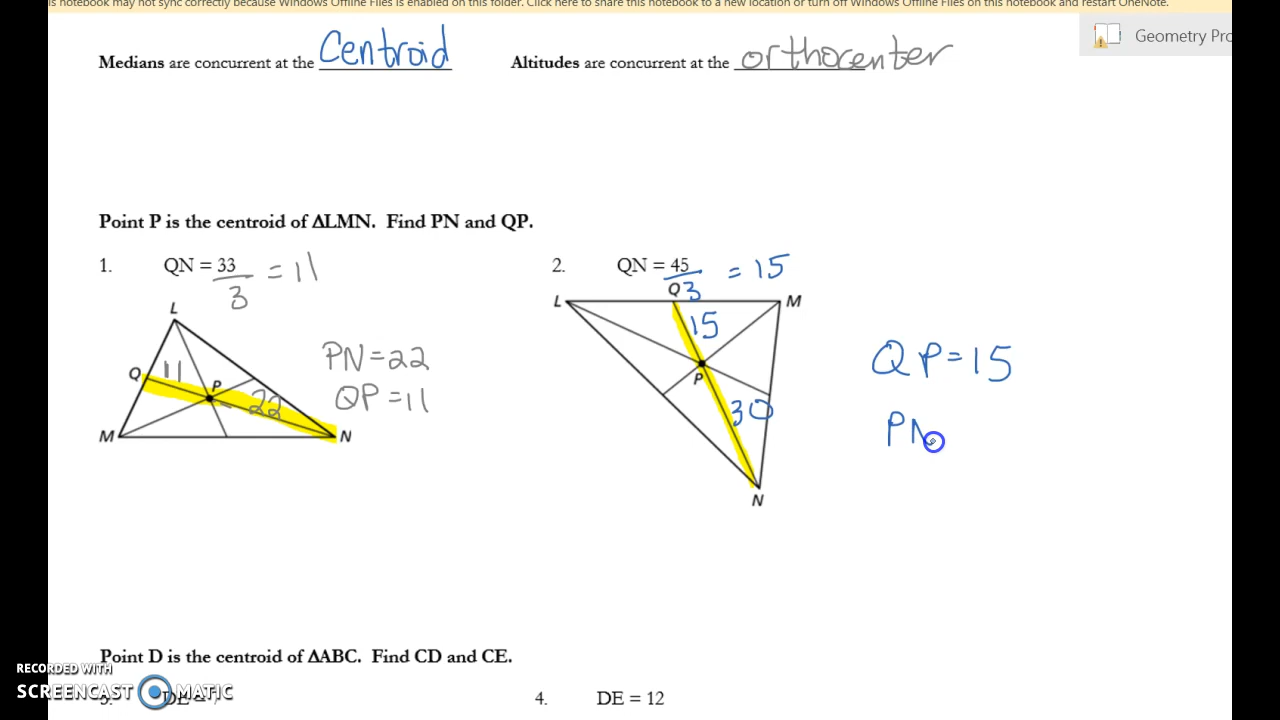 is notebook may not sync correctly because Windows Offline Files is enabled on this folder. Click here to share this notebook to a new location or turn off Windows Offline Files on this notebook and restart OneNote.
Geometry Pro
Medians are concurrent at the Centroid
Altitudes are concurrent at the orthocenter
Point P is the centroid of ΔLMN. Find PN and QP.
1. QN = 33 = 11
3
L
Q 11 P 22
M N
PN = 22
QP = 11
2. QN = 45 = 15
3
L Q M
15
P
30
N
QP = 15
PN
Point D is the centroid of ΔABC. Find CD and CE.
RECORDED WITH
SCREENCAST MATIC
4. DE = 12